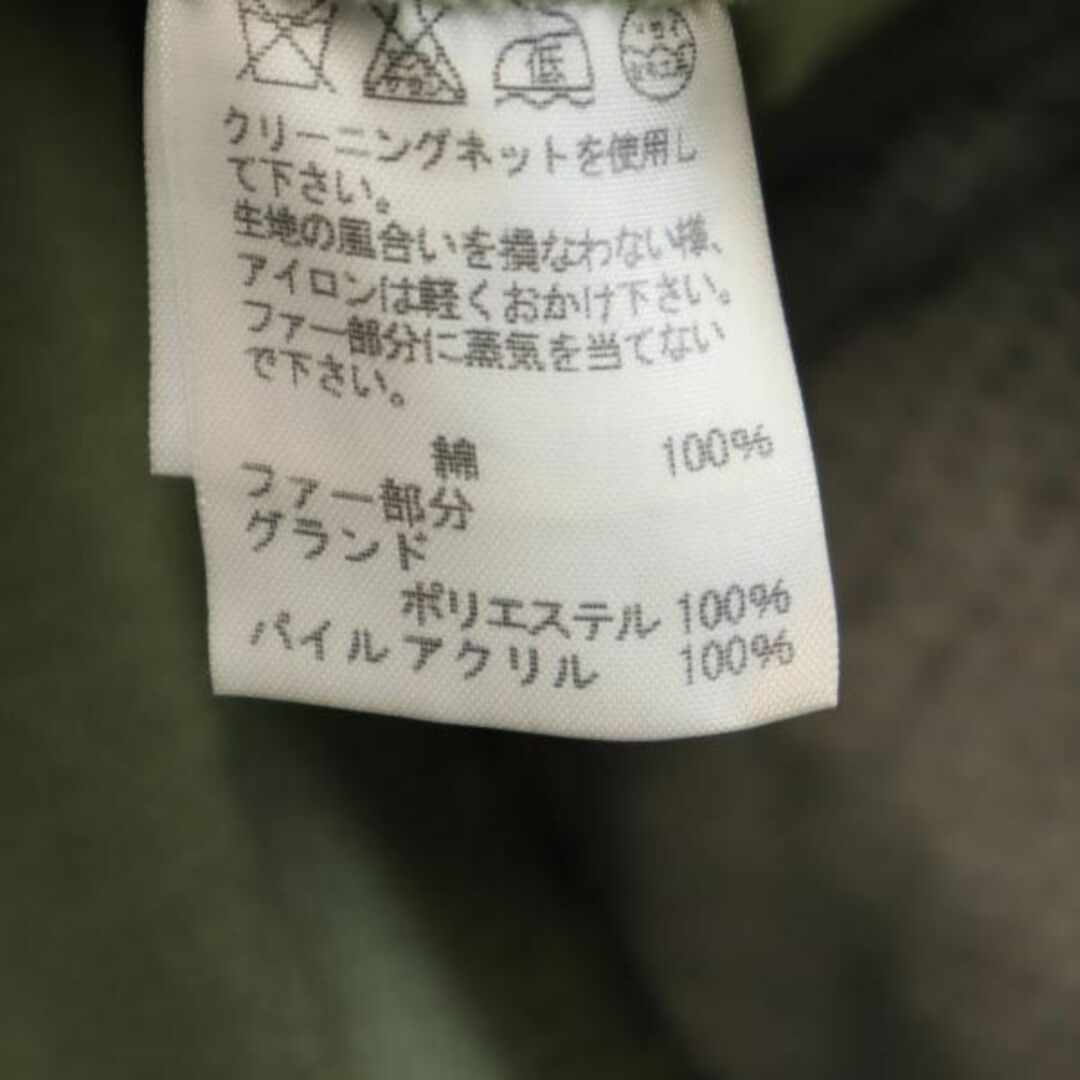 低
クリーニングネットを使用し
て下さい。
生地の風合いを損なわない様、
アイロンは軽くおかけ下さい。
ファー部分に蒸気を当てない
で下さい。
綿 100%
ファー部分
グランド
ポリエステル 100%
パイルアクリル 100%